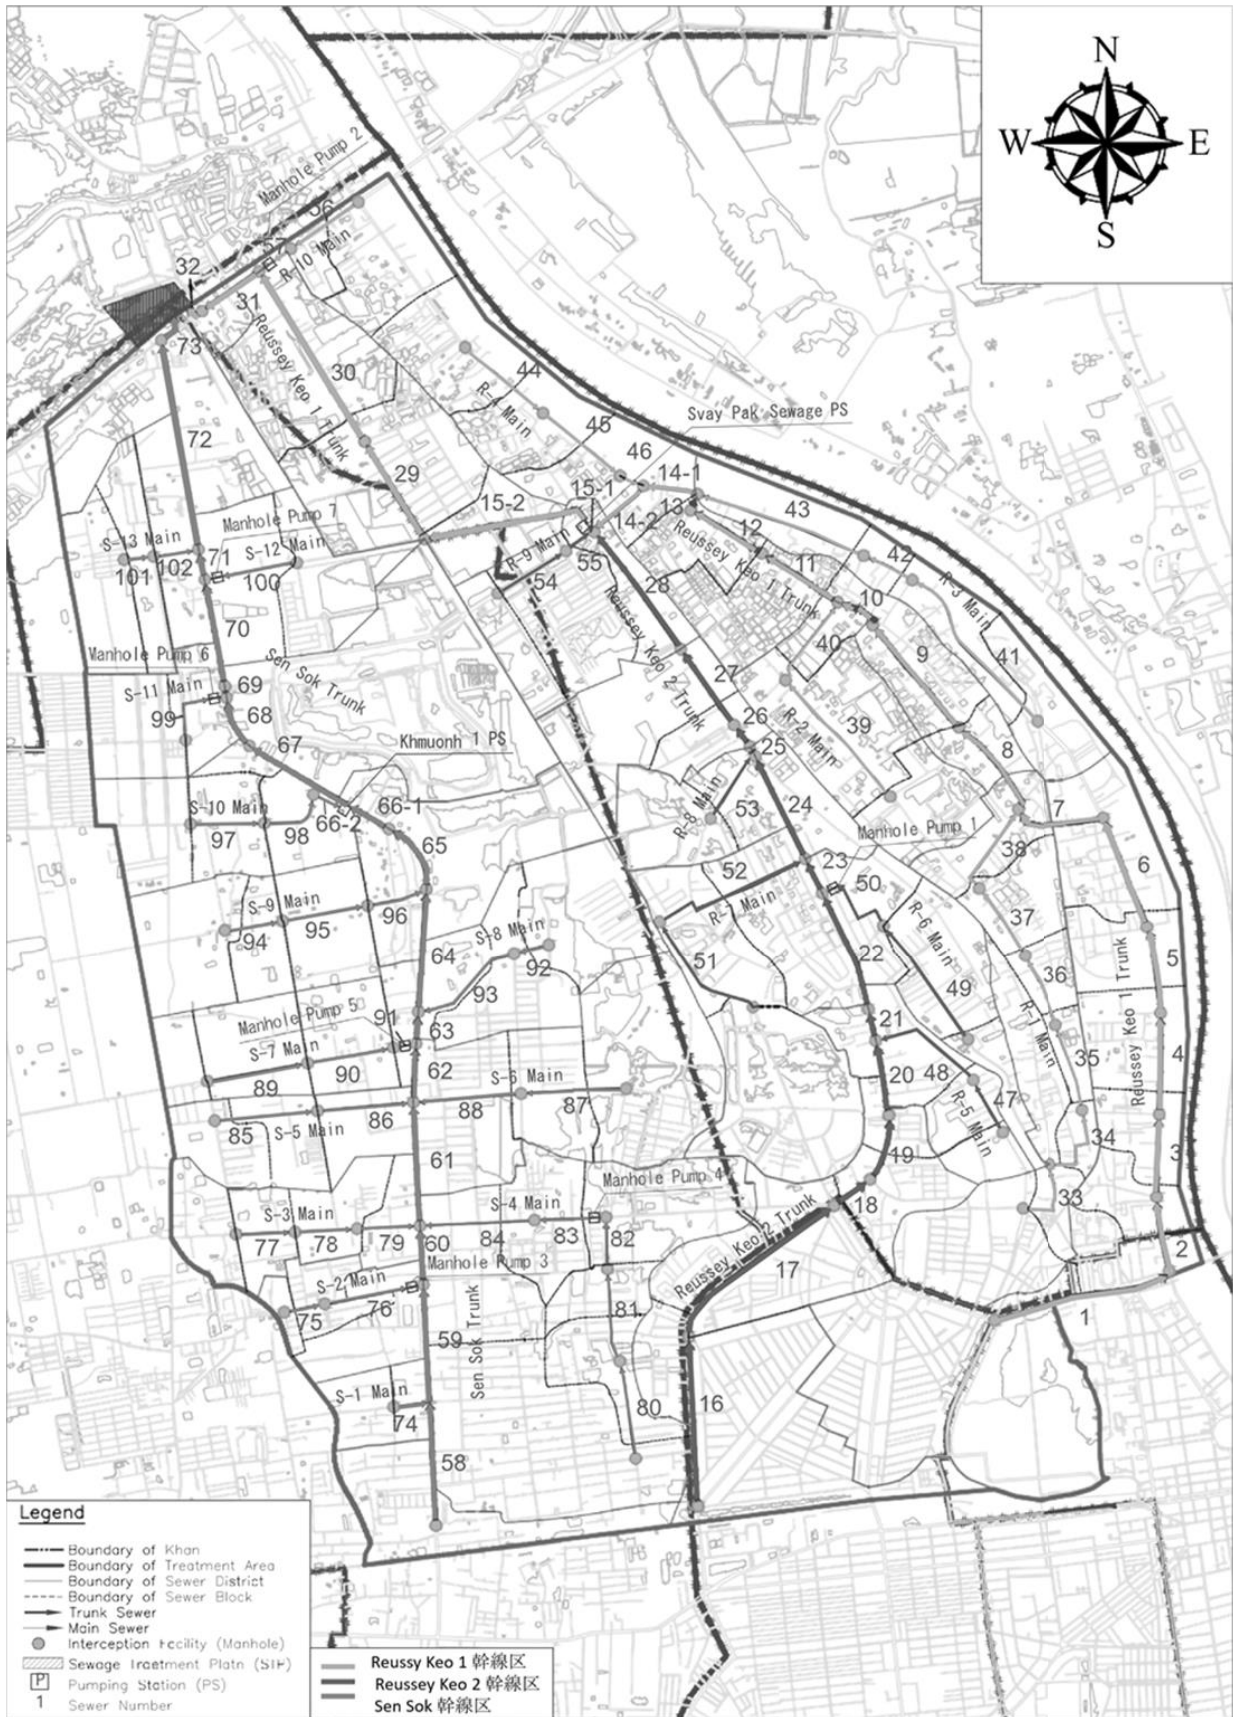 N
W
E
S
Manhole Pump 2
56
57
R-10 Main
32
31
73
Reussey Keo 1 Trunk
30
44
R-4 Main
45
Svay Pak Sewage PS
46
14-1
72
29
15-2
15-1
13
14-2
43
12
Reussey Keo 1 Trunk
11
42
R-3 Main
S-13 Main
Manhole Pump 7
S-12 Main
71
101
102
100
R-9 Main
55
54
28
10
Reussey Keo 2 Trunk
40
9
41
70
Manhole Pump 6
Sen Sok Trunk
S-11 Main
69
99
68
27
39
R-2 Main
26
67
Khmuonh 1 PS
25
8
S-10 Main
66-1
66-2
97
98
R-8 Main
53
24
Manhole Pump 1
7
38
65
52
23
6
50
R-7 Main
S-9 Main
96
94
95
R-6 Main
37
64
S-8 Main
92
93
22
51
49
36
5
Reussey Keo 1 Trunk
Manhole Pump 5
91
63
21
R-1 Main
S-7 Main
89
90
62
S-6 Main
88
87
20
48
35
4
47
85
S-5 Main
86
R-5 Main
34
61
19
3
Manhole Pump 4
33
S-3 Main
S-4 Main
77
78
79
60
84
83
82
18
Reussey Keo 2 Trunk
17
2
Manhole Pump 3
S-2 Main
75
76
81
1
59
Sen Sok Trunk
S-1 Main
74
80
16
58
Legend
Boundary of Khan
Boundary of Treatment Area
Boundary of Sewer District
Boundary of Sewer Block
Trunk Sewer
Main Sewer
Interception Fecility (Manhole)
Sewage Treetment Platn (STP)
P Pumping Station (PS)
1 Sewer Number
Reussy Keo 1 幹線区
Reussey Keo 2 幹線区
Sen Sok 幹線区